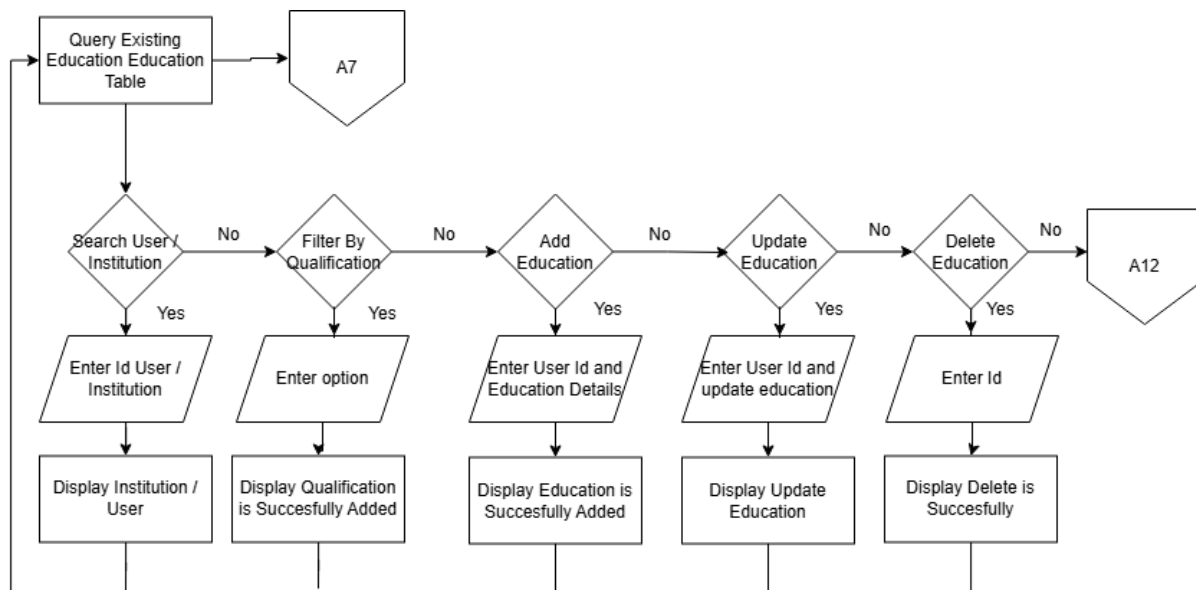 Query Existing
Education Education
Table
A7
Search User /
Institution
No
Filter By
Qualification
No
Add
Education
No
Update
Education
No
Delete
Education
No
A12
Yes
Yes
Yes
Yes
Yes
Enter Id User /
Institution
Enter option
Enter User Id and
Education Details
Enter User Id and
update education
Enter Id
Display Institution /
User
Display Qualification
is Succesfully Added
Display Education is
Succesfully Added
Display Update
Education
Display Delete is
Succesfully